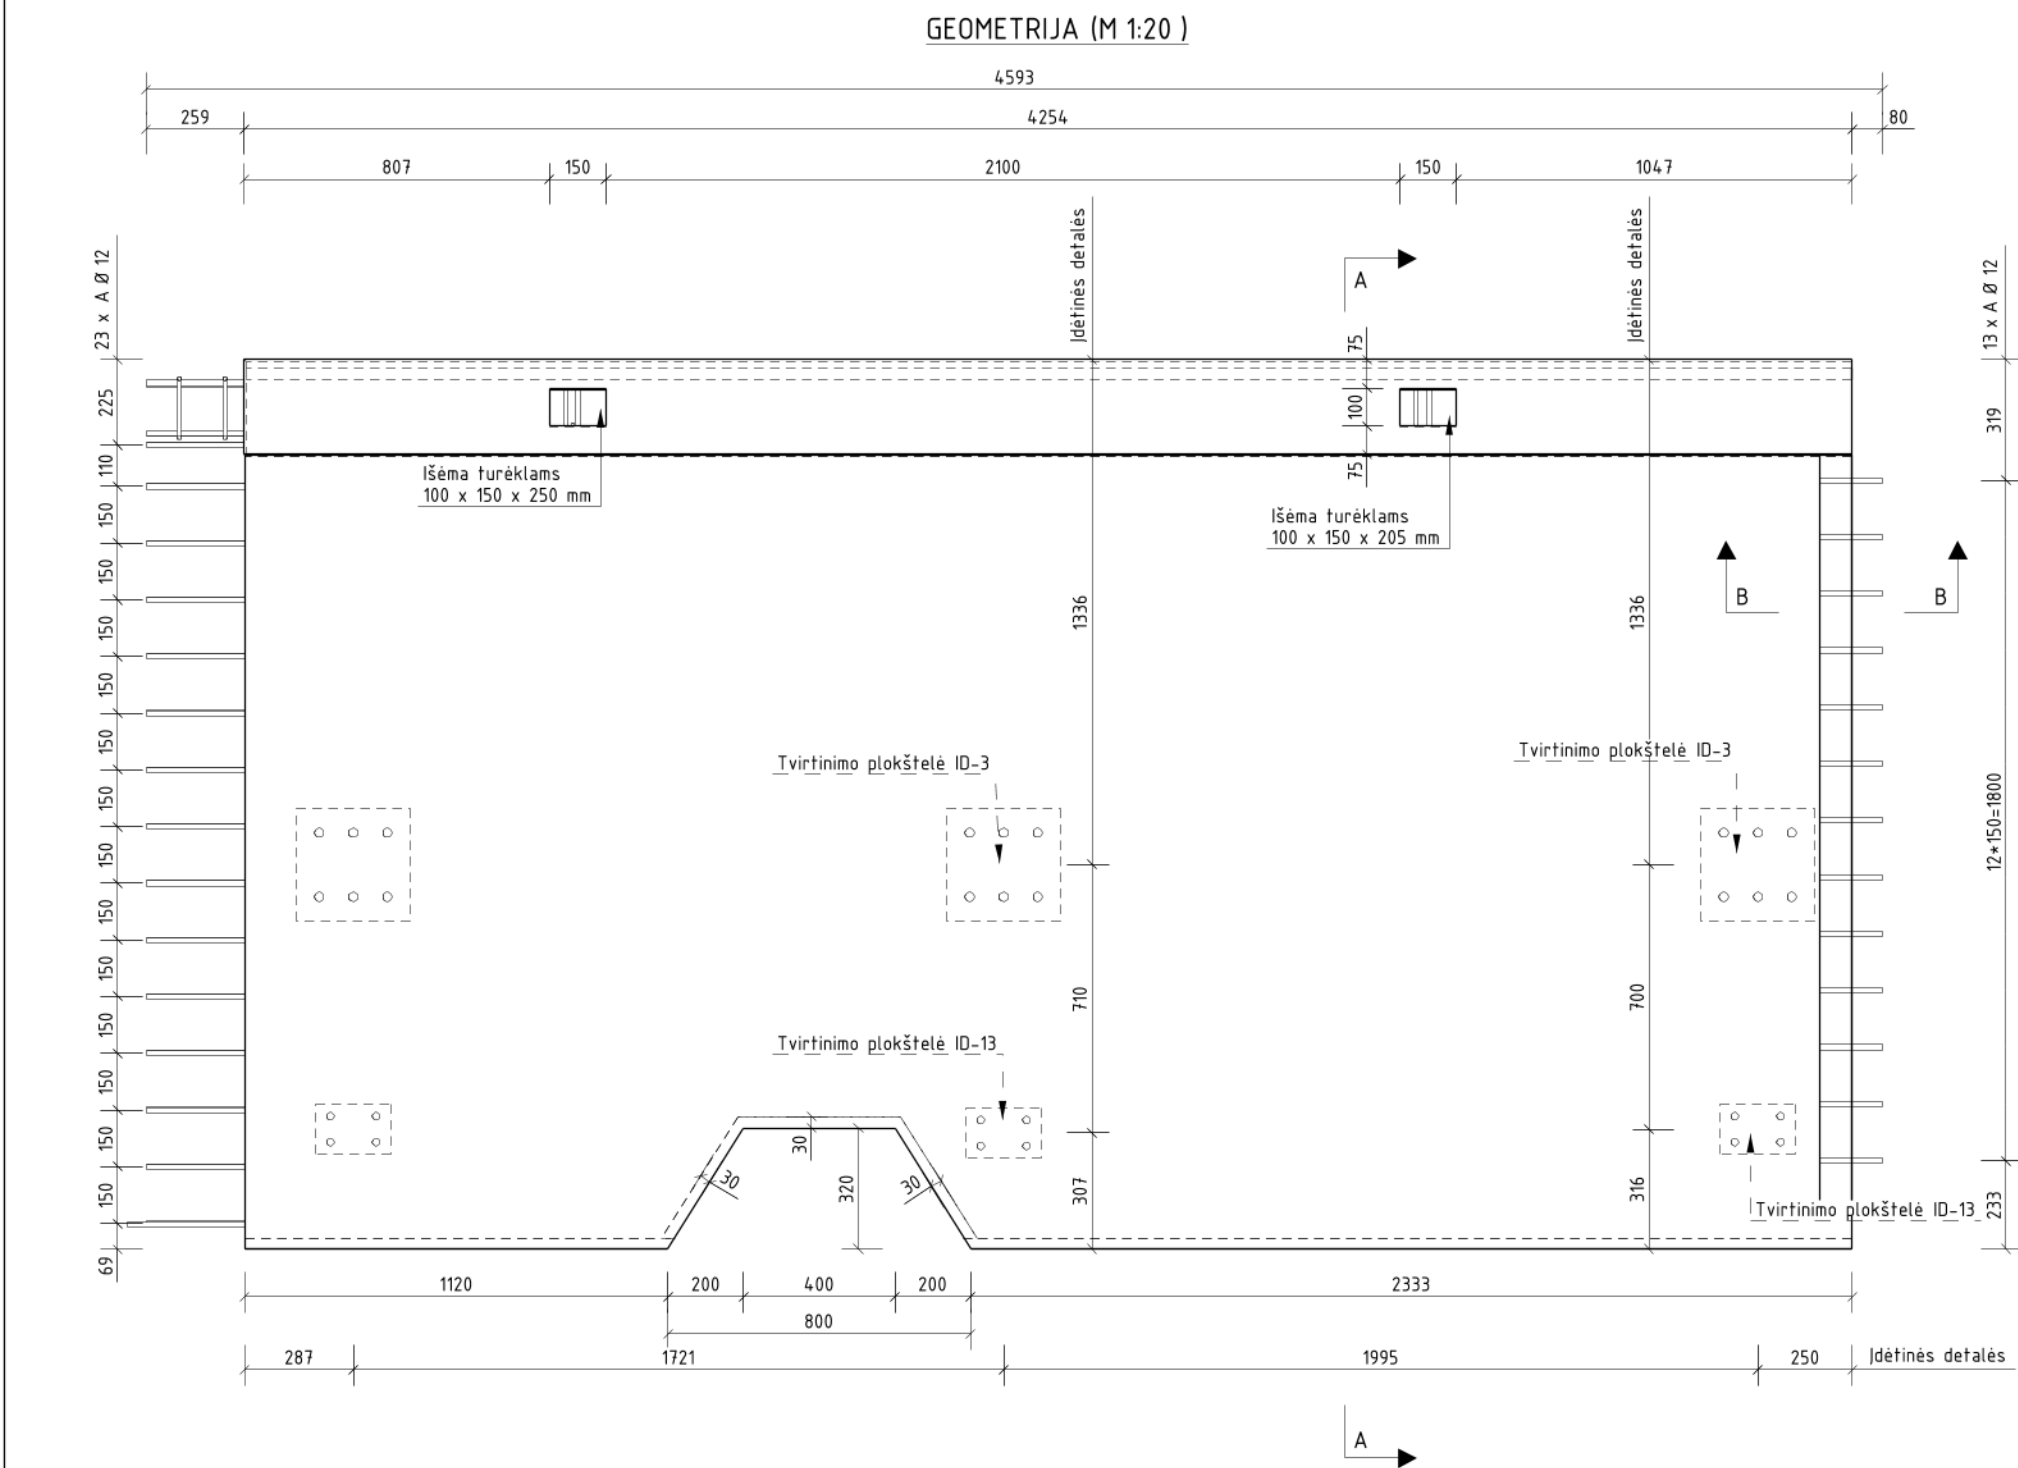 GEOMETRIJA (M 1:20 )
4593
259
4254
80
807
150
2100
150
1047
23 x A Ø 12
Įdėtinės detalės
A
Įdėtinės detalės
13 x A Ø 12
75
225
100
319
110
Išėma turėklams
100 x 150 x 250 mm
75
Išėma turėklams
100 x 150 x 205 mm
150
150
1336
1336
B
B
150
150
150
Tvirtinimo plokštelė ID-3
Tvirtinimo plokštelė ID-3
150
12*150=1800
150
150
150
710
700
150
Tvirtinimo plokštelė ID-13
150
150
30
30
320
30
307
316
150
Tvirtinimo plokštelė ID-13
233
69
1120
200
400
200
2333
800
287
1721
1995
250
Įdėtinės detalės
A